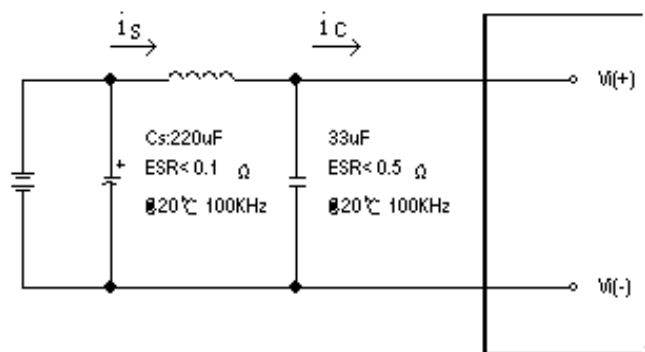 iS
iC
Vi(+)
Cs:220uF
ESR< 0.1 Ω
@20℃ 100KHz
33uF
ESR< 0.5 Ω
@20℃ 100KHz
+
Vi(-)